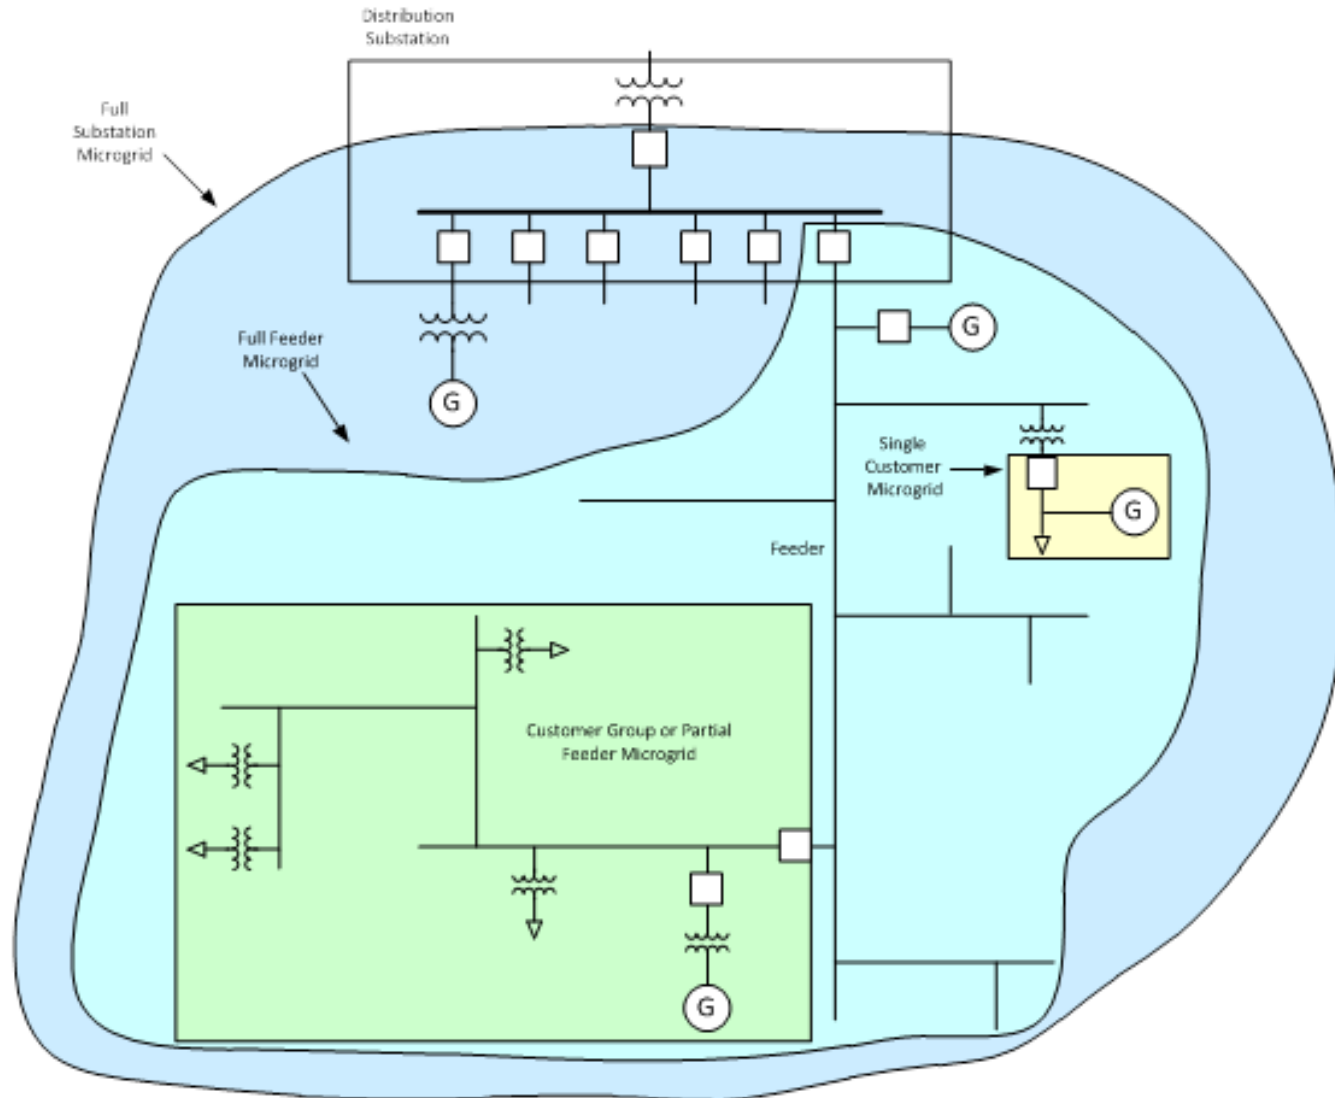 Distribution
Substation
Full
Substation
Microgrid
Full Feeder
Microgrid
G
G
Single
Customer
Microgrid
G
Feeder
Customer Group or Partial
Feeder Microgrid
G